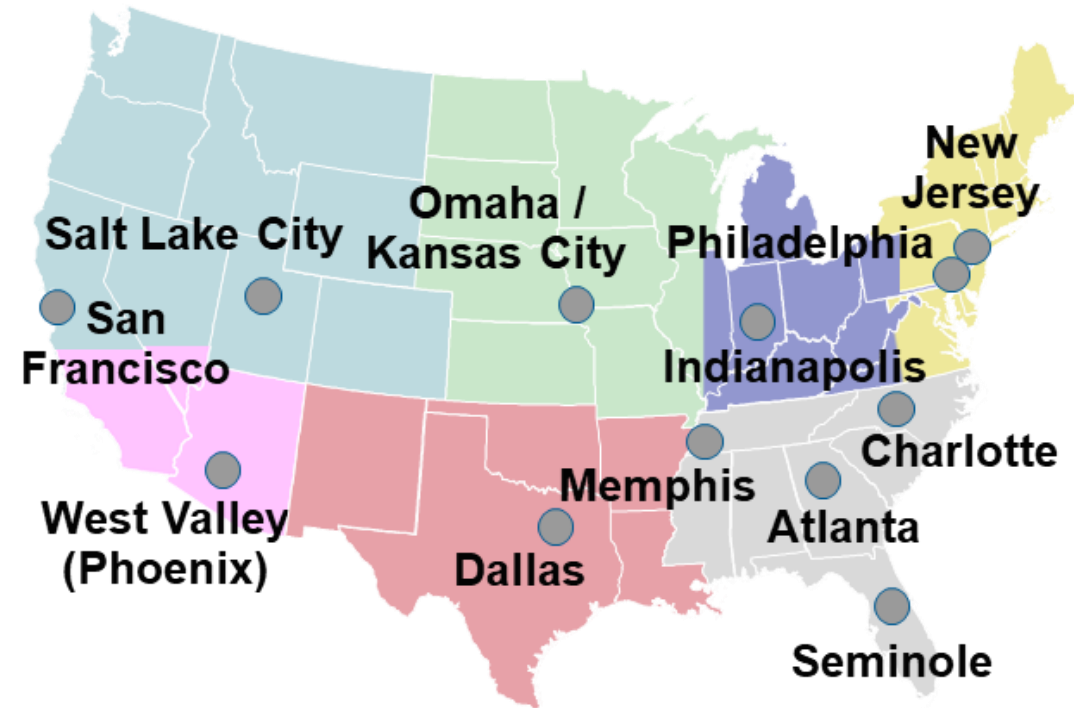 New
Jersey
Omaha /
Kansas City
Philadelphia
Salt Lake City
San
Francisco
Indianapolis
Charlotte
Memphis
West Valley
(Phoenix)
Atlanta
Dallas
Seminole